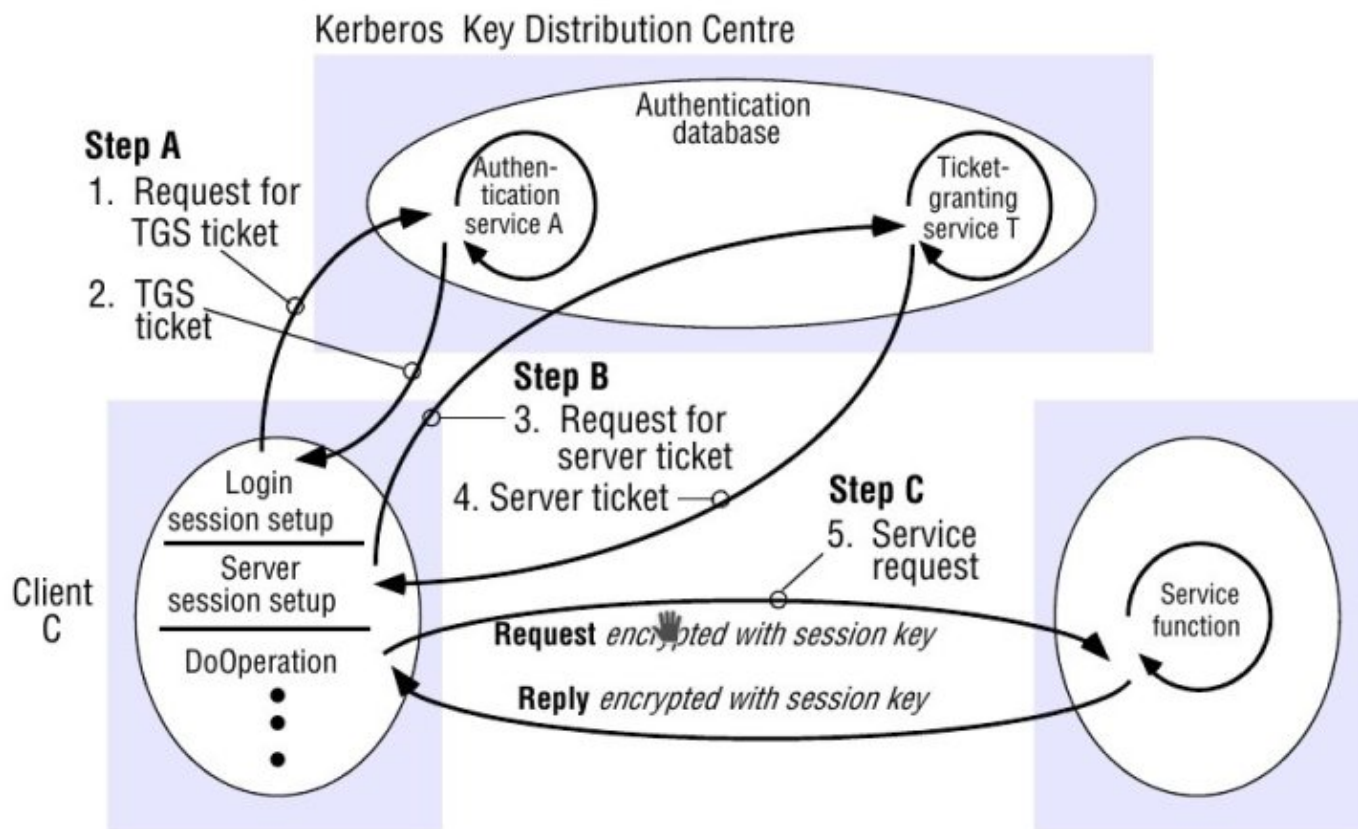 Kerberos Key Distribution Centre
Authentication
database
Step A
1. Request for
TGS ticket
2. TGS
ticket
Authen-
tication
service A
Ticket-
granting
service T
Step B
3. Request for
server ticket
4. Server ticket
Step C
5. Service
request
Client
C
Login
session setup
Server
session setup
DoOperation
Request encrypted with session key
Reply encrypted with session key
Service
function